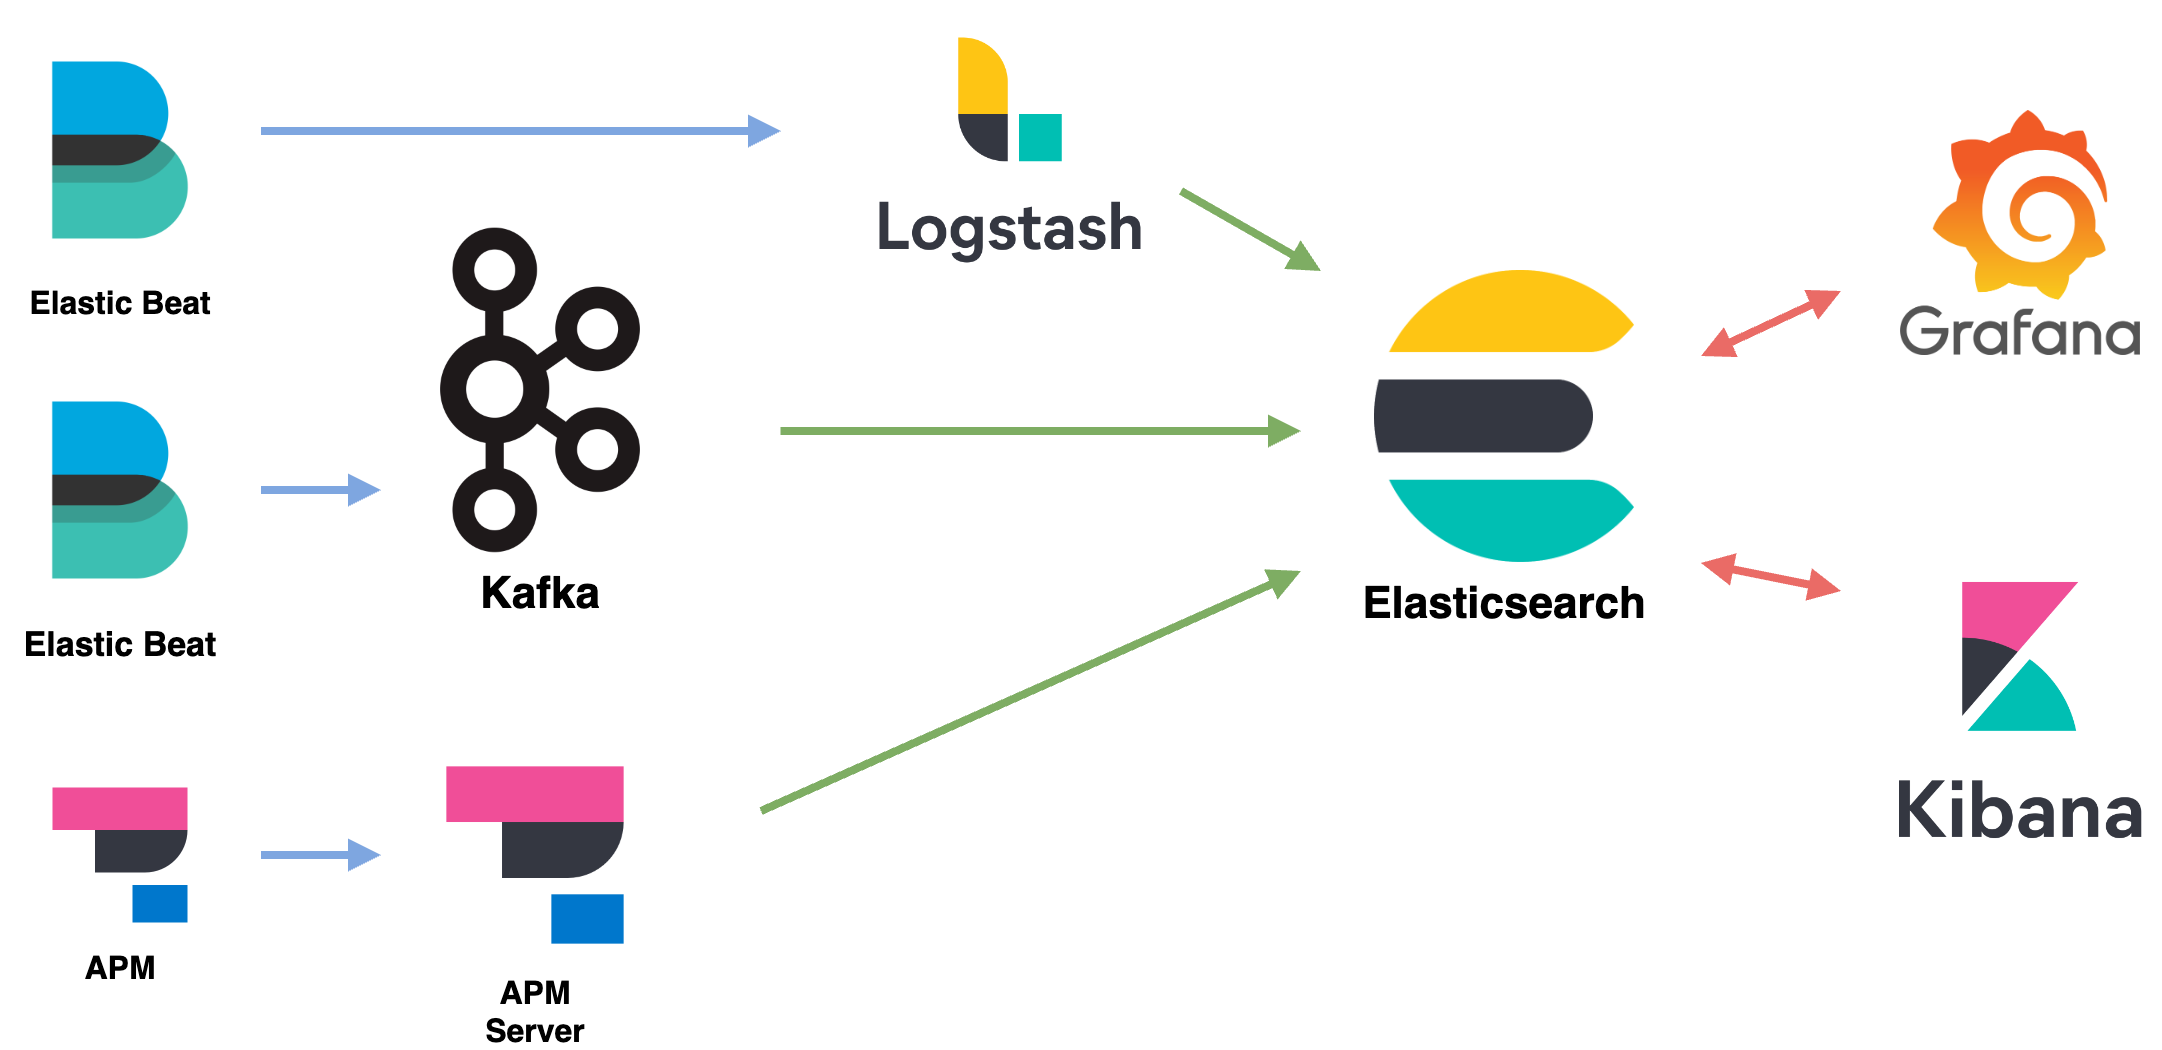 Elastic Beat
Logstash
Grafana
Elastic Beat
Kafka
Elasticsearch
Kibana
APM
APM
Server